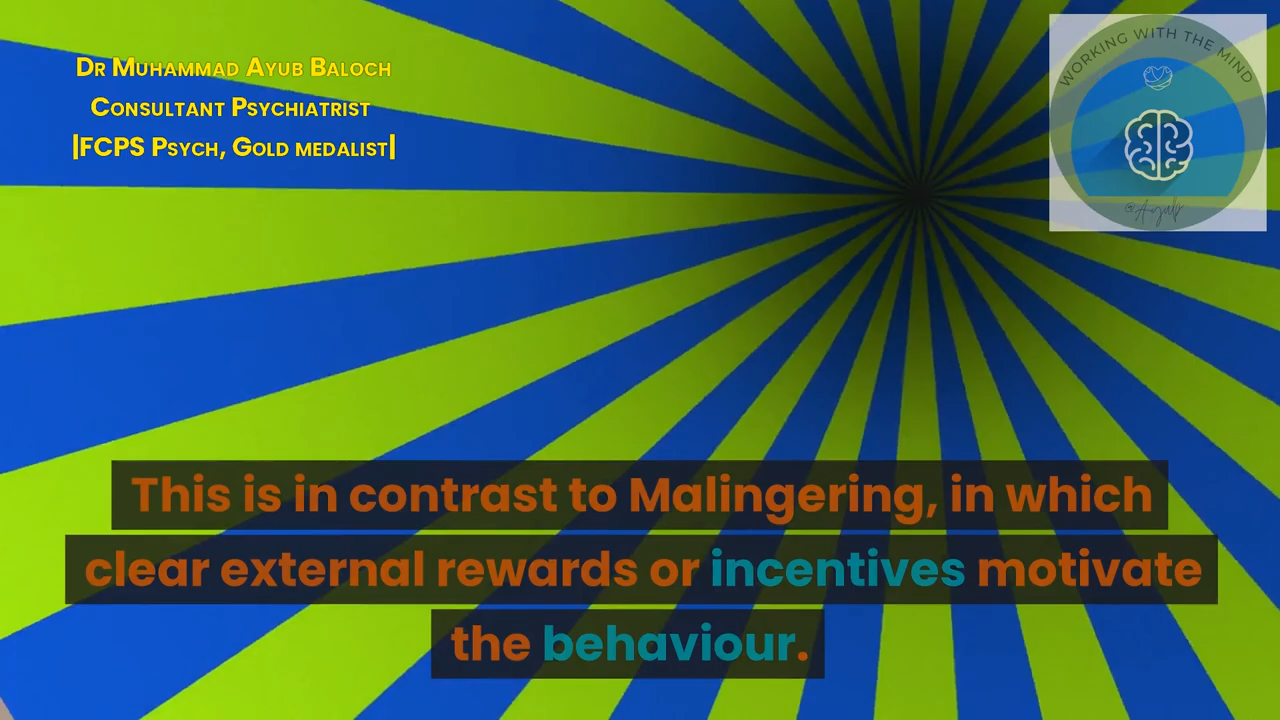 Dr Muhammad Ayub Baloch
Consultant Psychiatrist
|FCPS Psych, Gold medalist|
WORKING WITH THE MIND
@Ayub
This is in contrast to Malingering, in which
clear external rewards or incentives motivate
the behaviour.